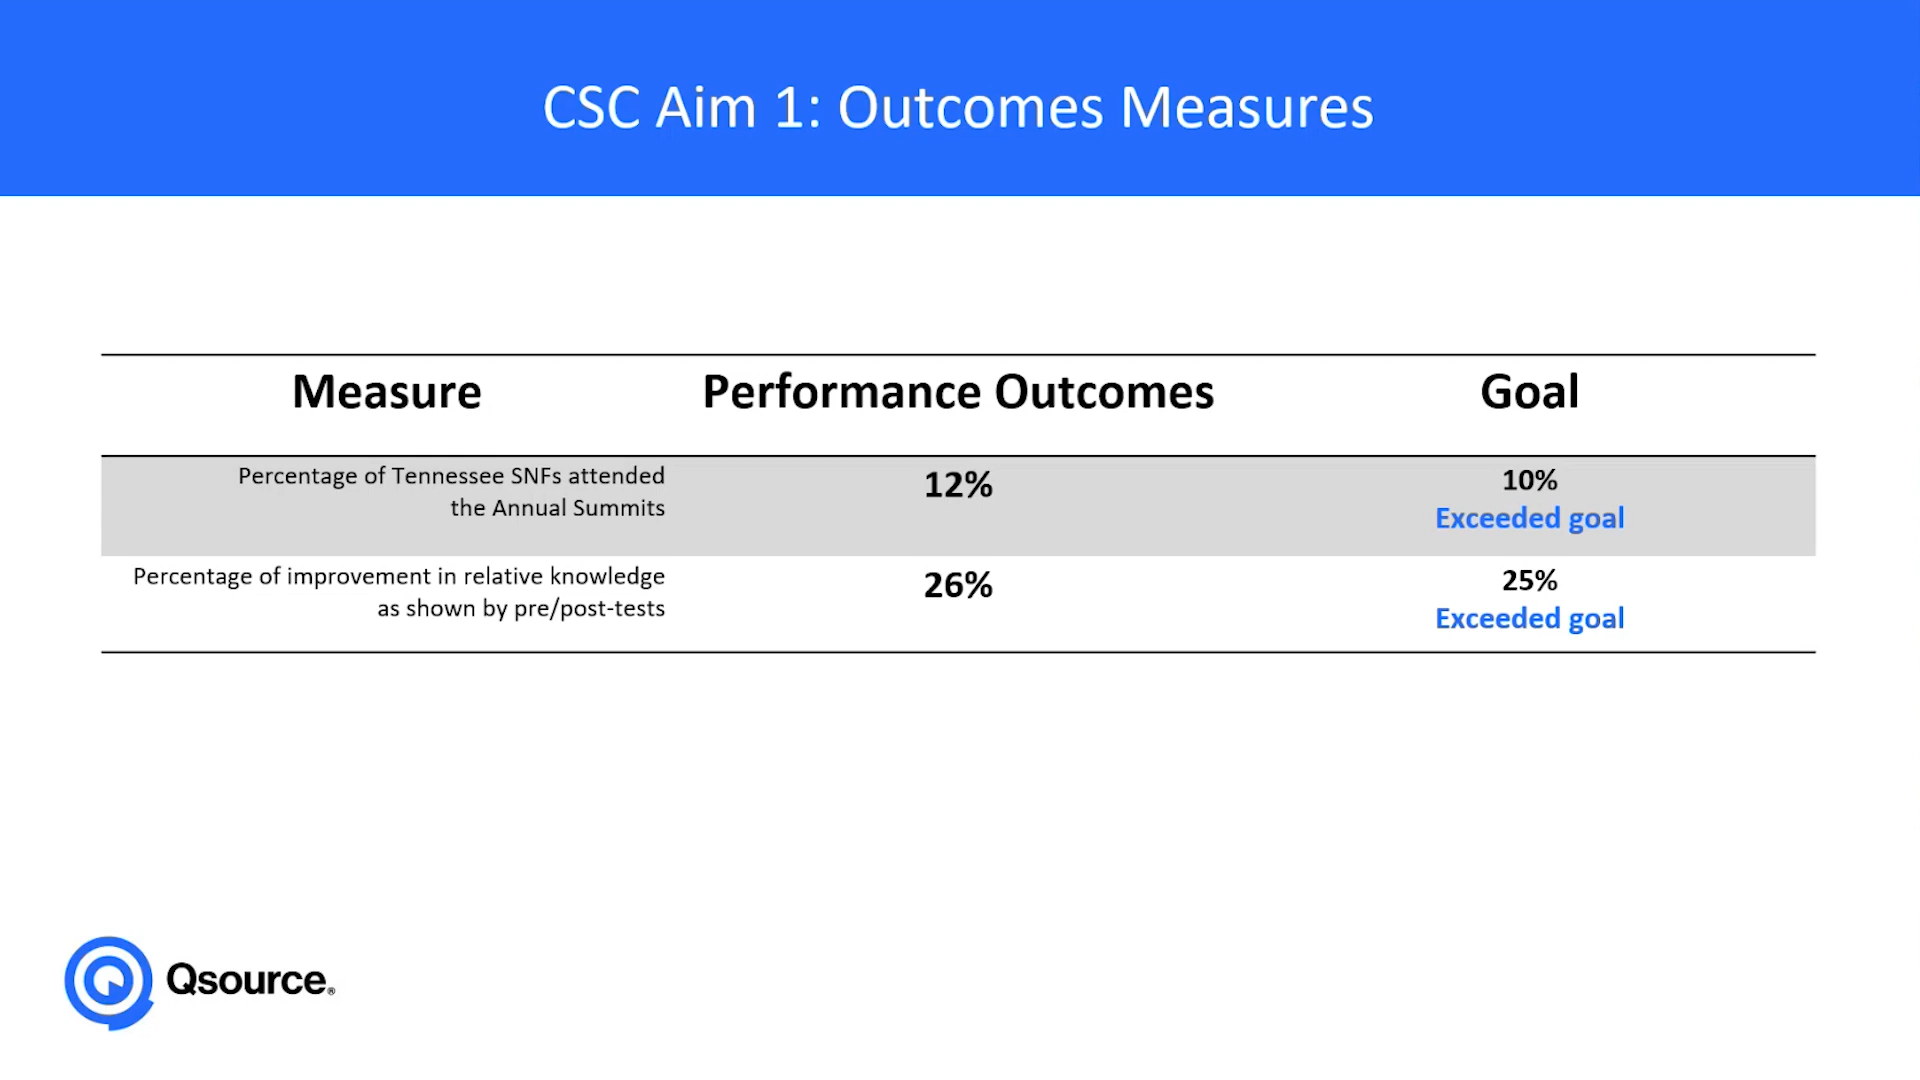 CSC Aim 1: Outcomes Measures
Measure
Performance Outcomes
Goal
Percentage of Tennessee SNFs attended
the Annual Summits
12%
10%
Exceeded goal
Percentage of improvement in relative knowledge
as shown by pre/post-tests
26%
25%
Exceeded goal
Qsource®